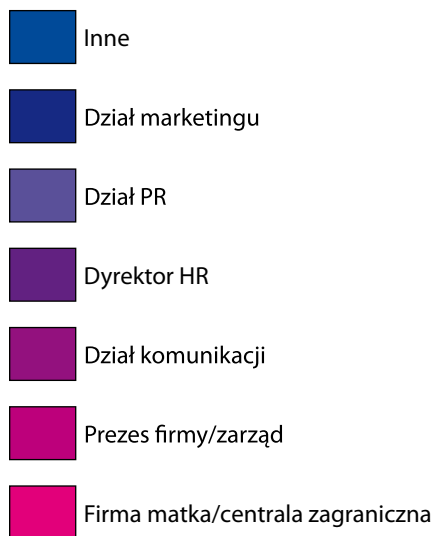 Inne
Dział marketingu
Dział PR
Dyrektor HR
Dział komunikacji
Prezes firmy/zarząd
Firma matka/centrala zagraniczna